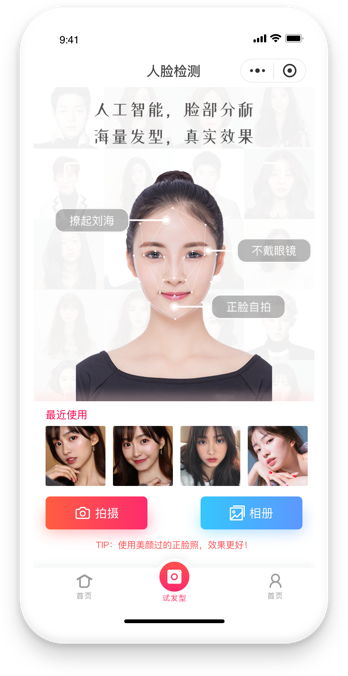 9:41
人脸检测
人工智能，脸部分析
海量发型，真实效果
撩起刘海
不戴眼镜
正脸自拍
最近使用
拍摄
相册
TIP：使用美颜过的正脸照，效果更好！
首页
试发型
首页